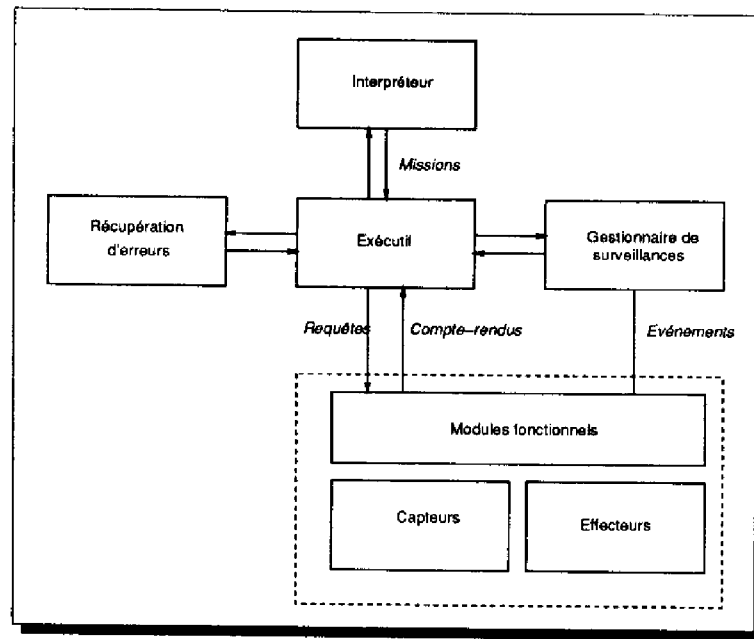 Interpréteur
Missions
Récupération
d'erreurs
Exécutif
Gestionnaire de
surveillances
Requêtes
Compte-rendus
Evénements
Modules fonctionnels
Capteurs
Effecteurs